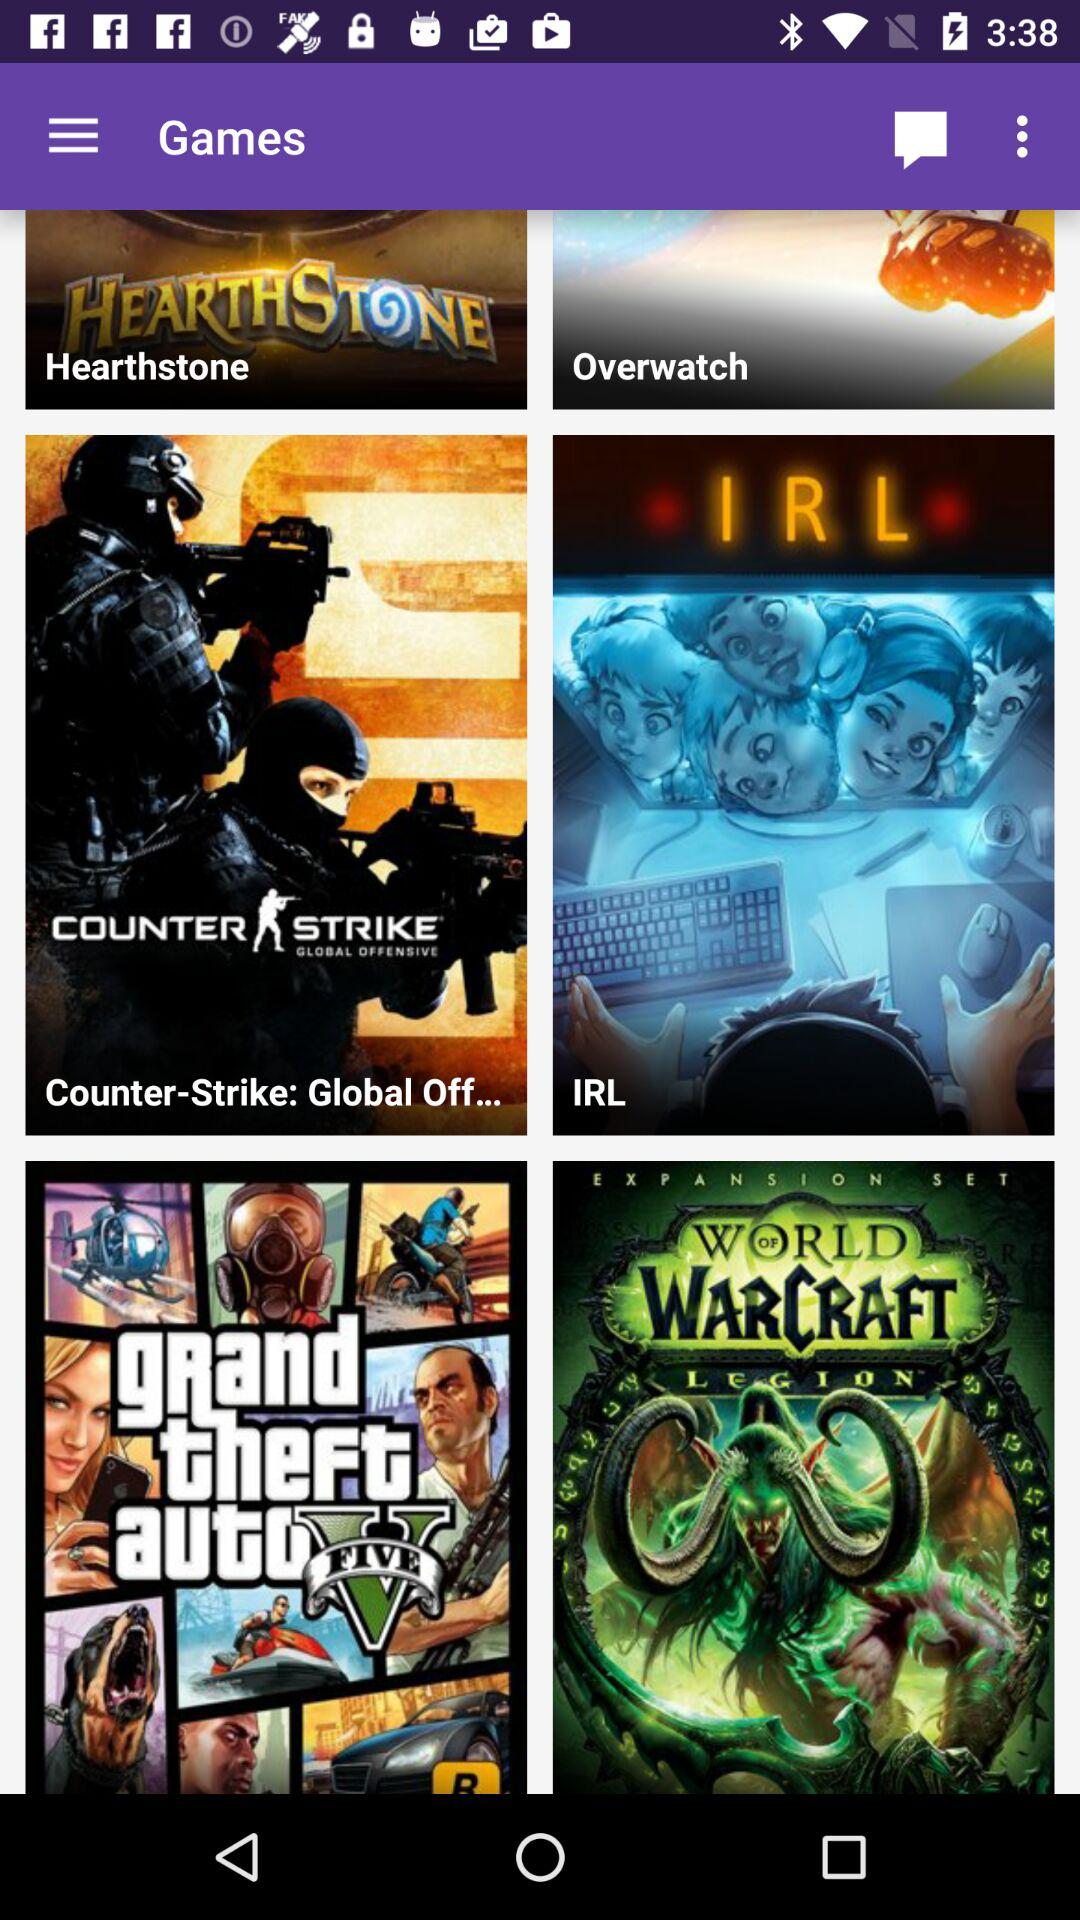 FAK
3:38
Games
HEARTHSTONE
Hearthstone
Overwatch
COUNTER STRIKE
GLOBAL OFFENSIVE
Counter-Strike: Global Off...
IRL
IRL
grand
theft
auto
V
FIVE
R
EXPANSION SET
WORLD
OF
WARCRAFT
LEGION